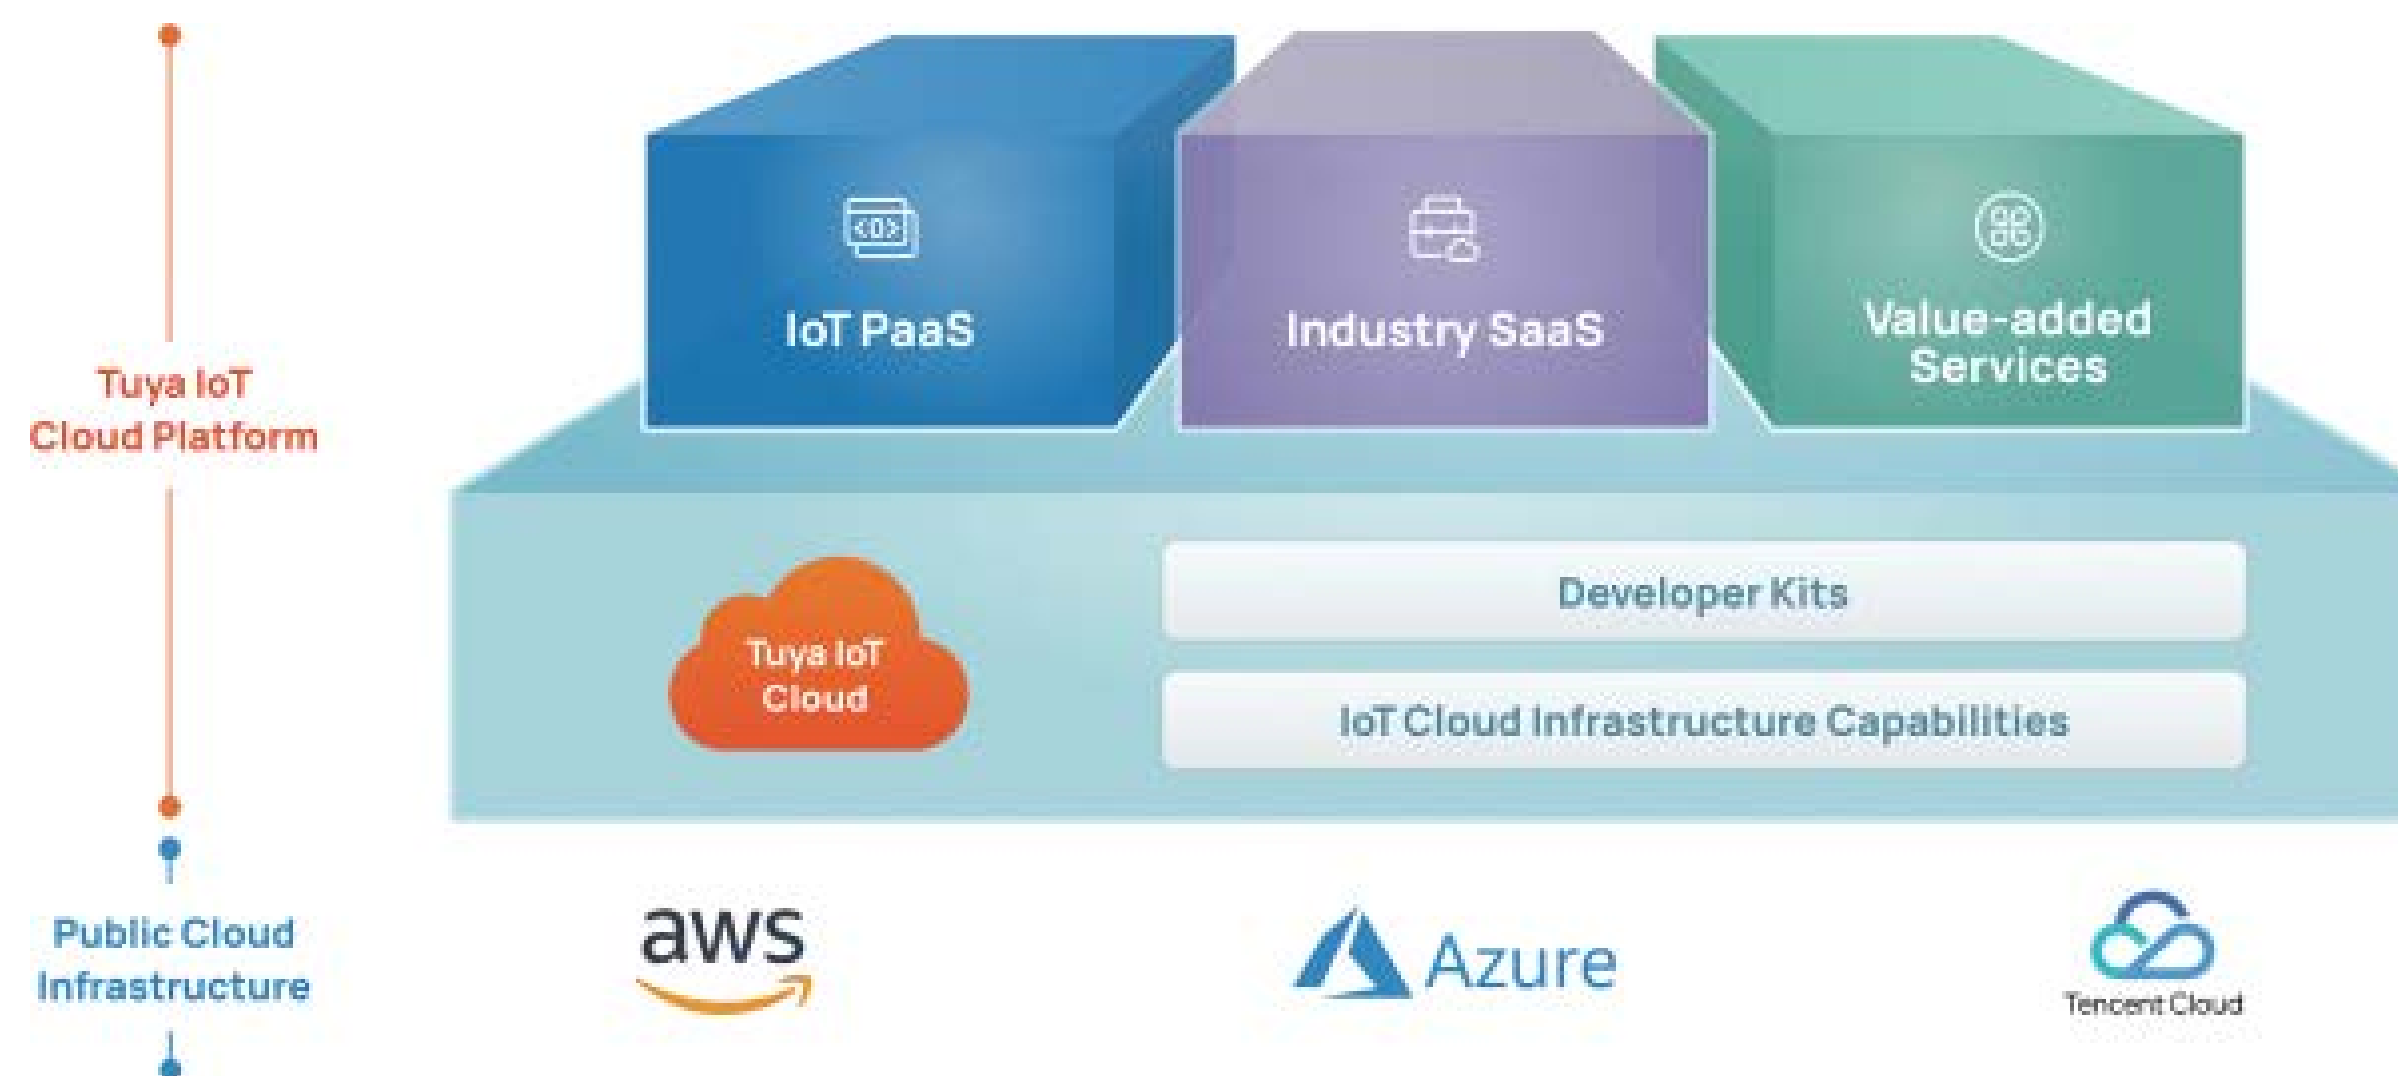 IoT PaaS
Industry SaaS
Value-added
Services
Tuya IoT
Cloud Platform
Developer Kits
Tuya IoT
Cloud
IoT Cloud Infrastructure Capabilities
Public Cloud
Infrastructure
aws
Azure
Tencent Cloud